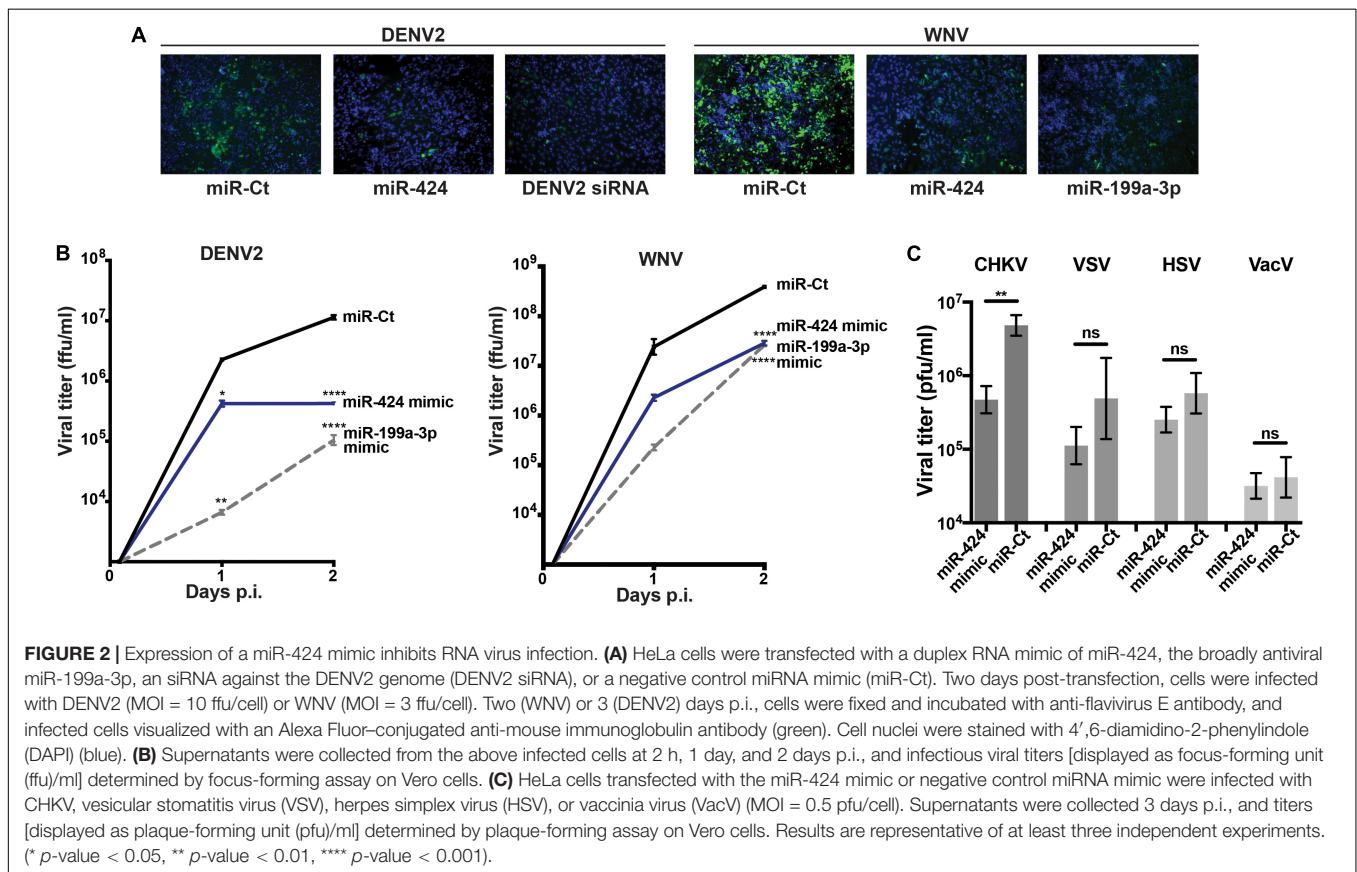 A
DENV2
WNV
miR-Ct
miR-424
DENV2 siRNA
miR-Ct
miR-424
miR-199a-3p
B
DENV2
10⁸
10⁷
10⁶
10⁵
10⁴
Viral titer (ffu/ml)
miR-Ct
*
****
miR-424 mimic
****
miR-199a-3p
mimic
**
0
1
2
Days p.i.
WNV
10⁹
10⁸
10⁷
10⁶
10⁵
10⁴
Viral titer (ffu/ml)
miR-Ct
miR-424 mimic
****
miR-199a-3p
****mimic
0
1
2
Days p.i.
C
CHKV
VSV
HSV
VacV
10⁷
10⁶
10⁵
10⁴
Viral titer (pfu/ml)
**
ns
ns
ns
miR-424
mimic
miR-Ct
miR-424
mimic
miR-Ct
miR-424
mimic
miR-Ct
miR-424
mimic
miR-Ct
FIGURE 2 | Expression of a miR-424 mimic inhibits RNA virus infection. (A) HeLa cells were transfected with a duplex RNA mimic of miR-424, the broadly antiviral
miR-199a-3p, an siRNA against the DENV2 genome (DENV2 siRNA), or a negative control miRNA mimic (miR-Ct). Two days post-transfection, cells were infected
with DENV2 (MOI = 10 ffu/cell) or WNV (MOI = 3 ffu/cell). Two (WNV) or 3 (DENV2) days p.i., cells were fixed and incubated with anti-flavivirus E antibody, and
infected cells visualized with an Alexa Fluor–conjugated anti-mouse immunoglobulin antibody (green). Cell nuclei were stained with 4′,6-diamidino-2-phenylindole
(DAPI) (blue). (B) Supernatants were collected from the above infected cells at 2 h, 1 day, and 2 days p.i., and infectious viral titers [displayed as focus-forming unit
(ffu)/ml] determined by focus-forming assay on Vero cells. (C) HeLa cells transfected with the miR-424 mimic or negative control miRNA mimic were infected with
CHKV, vesicular stomatitis virus (VSV), herpes simplex virus (HSV), or vaccinia virus (VacV) (MOI = 0.5 pfu/cell). Supernatants were collected 3 days p.i., and titers
[displayed as plaque-forming unit (pfu)/ml] determined by plaque-forming assay on Vero cells. Results are representative of at least three independent experiments.
(* p-value < 0.05, ** p-value < 0.01, **** p-value < 0.001).